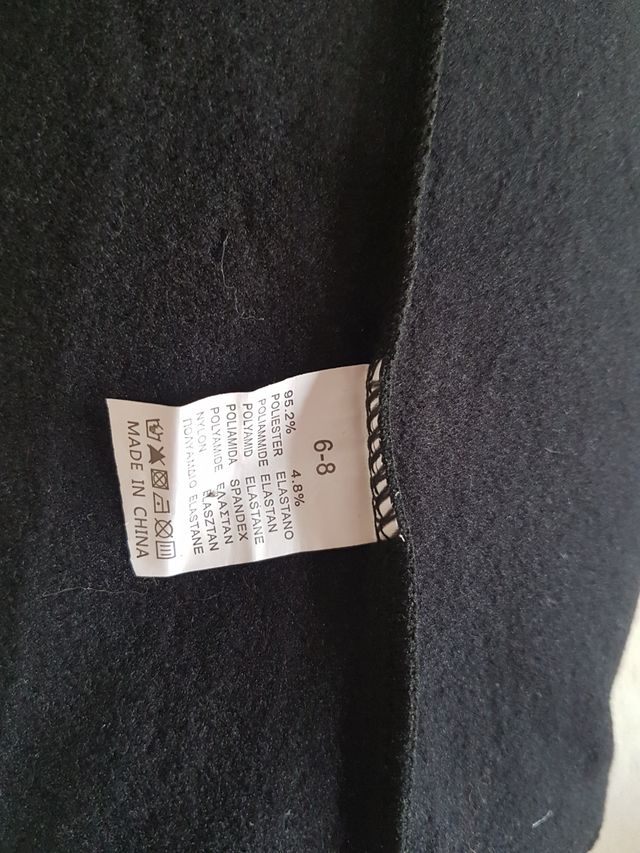 6-8
95.2% 4.8%
POLIESTER ELASTANO
POLIAMMIDE ELASTAN
POLYAMID ELASTANE
POLIAMIDA SPANDEX
POLYAMIDE ΕΛΑΣΤΑΝ
NYLON ELASZTAN
ELASTANE
MADE IN CHINA